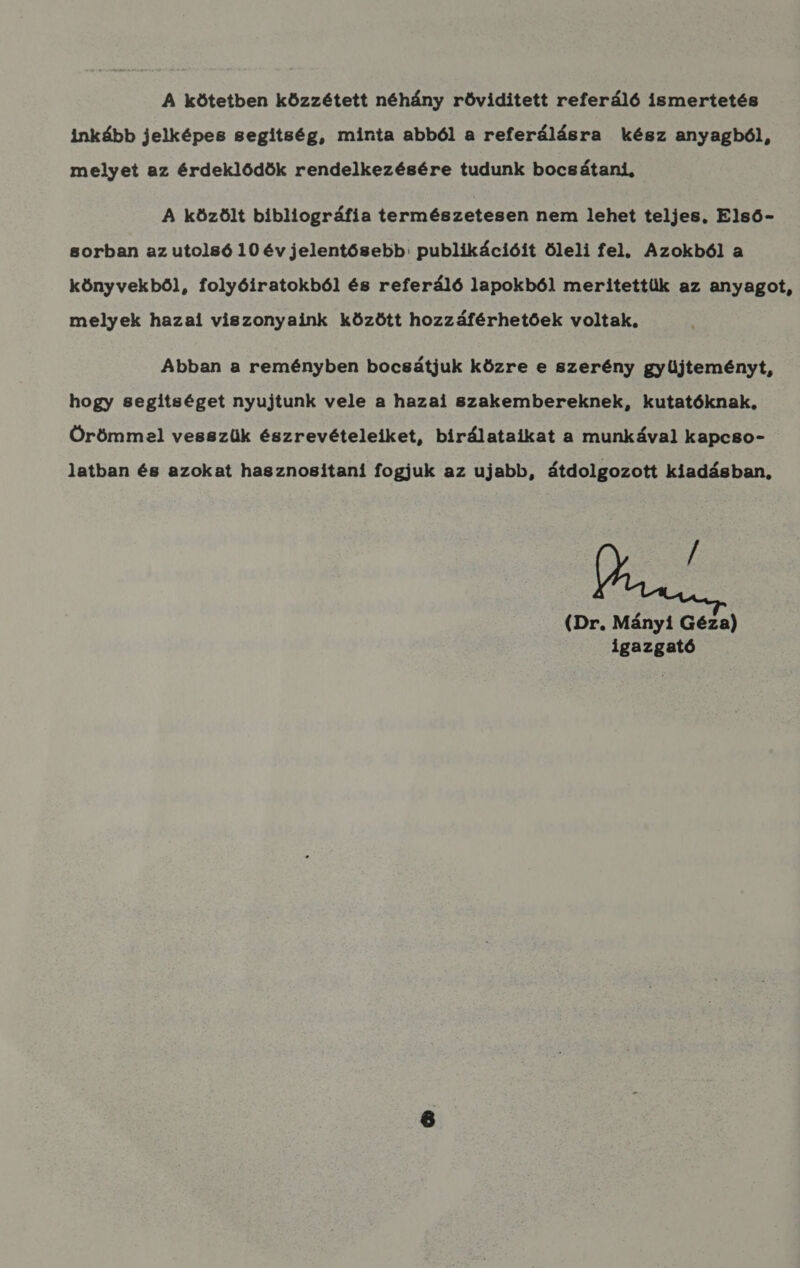 A kötetben közzétett néhány röviditett referáló ismertetés
inkább jelképes segitség, minta abból a referálásra kész anyagból,
melyet az érdeklődők rendelkezésére tudunk bocsátani.
A közölt bibliográfia természetesen nem lehet teljes. Első-
sorban az utolsó 10 év jelentősebb publikációit öleli fel. Azokból a
könyvekből, folyóiratokból és referáló lapokból meritettük az anyagot,
melyek hazai viszonyaink között hozzáférhetőek voltak.
Abban a reményben bocsátjuk közre e szerény gyüjteményt,
hogy segitséget nyujtunk vele a hazai szakembereknek, kutatóknak.
Örömmel vesszük észrevételeiket, birálataikat a munkával kapcso-
latban és azokat hasznositani fogjuk az ujabb, átdolgozott kiadásban.
(Dr. Mányi Géza)
igazgató
6